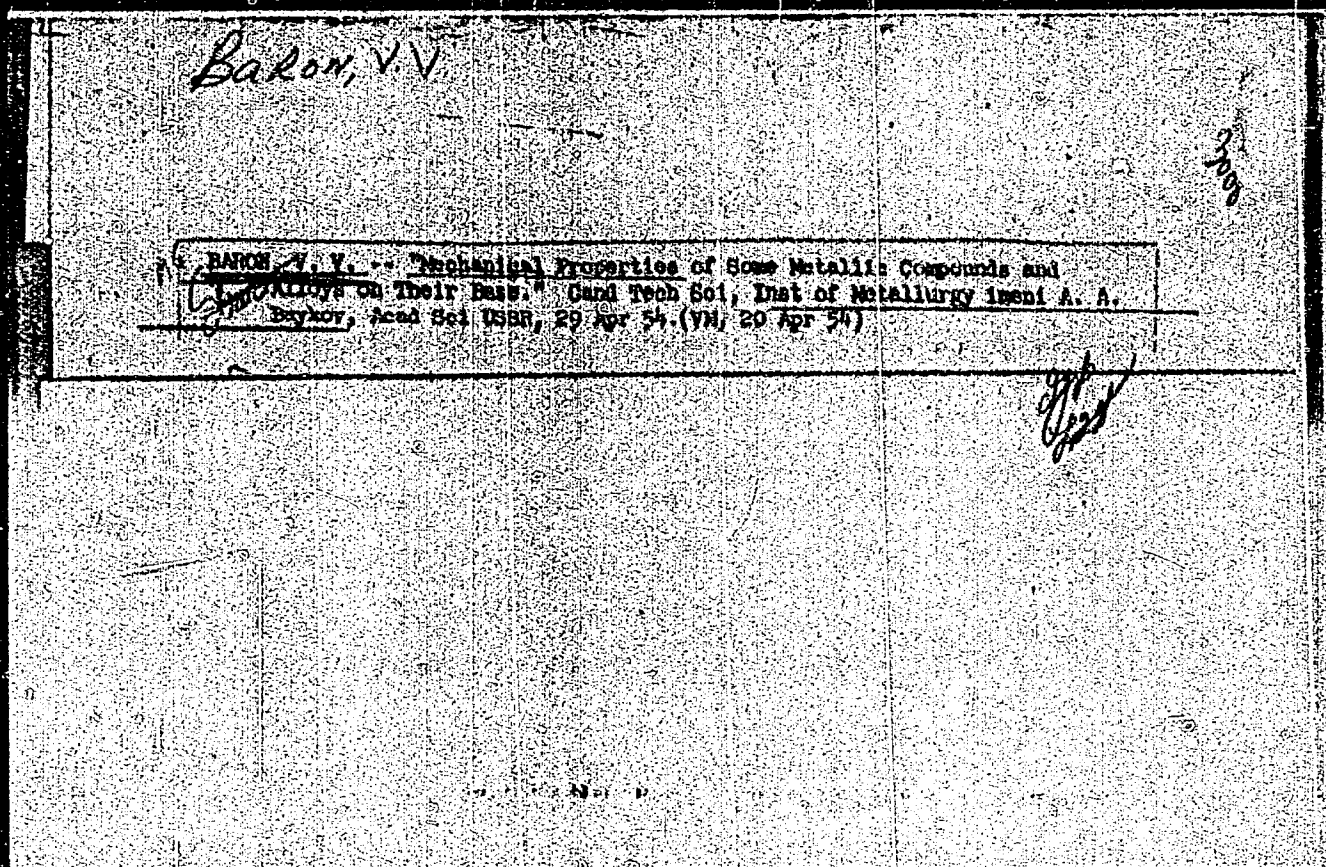 Baron, V.V.
BARON, V. V. -- "Mechanical Properties of Some Metallic Compounds and
Alloys on Their Base." Cand Tech Sci, Inst of Metallurgy imeni A. A.
Baykov, Acad Sci USSR, 29 Apr 54. (VM, 20 Apr 54)